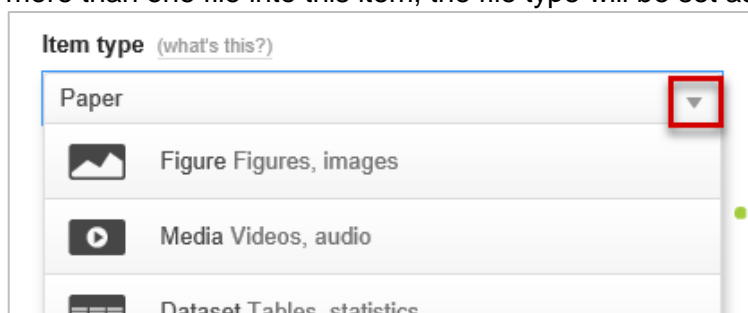 more than one file into this item, the file type will be set as
Item type (what's this?)
Paper
Figure Figures, images
Media Videos, audio
Dataset Tables, statistics